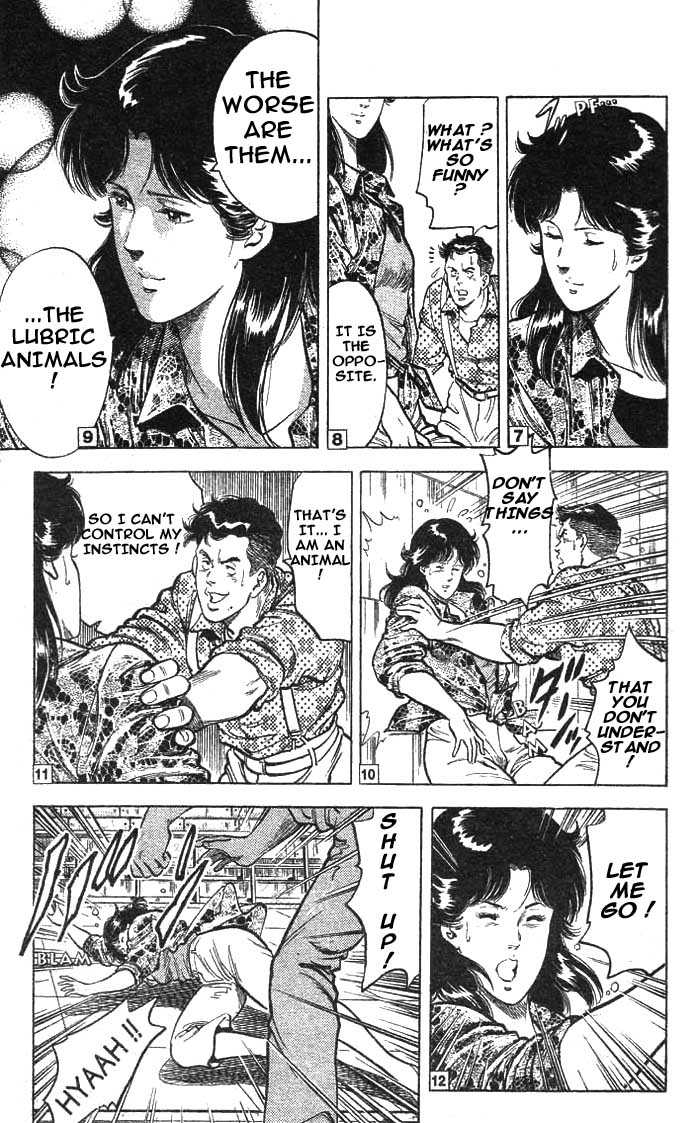 PF...
7
WHAT ?
WHAT'S
SO
FUNNY
?
IT IS
THE
OPPO-
SITE.
8
THE
WORSE
ARE
THEM...
...THE
LUBRIC
ANIMALS
!
9
DON'T
SAY
THINGS
...
THAT
YOU
DON'T
UNDER-
STAND
!
10
THAT'S
IT... I
AM AN
ANIMAL
!
SO I CAN'T
CONTROL MY
INSTINCTS !
11
LET
ME
GO !
12
SHUT
UP!
BLAM
HYAAH !!